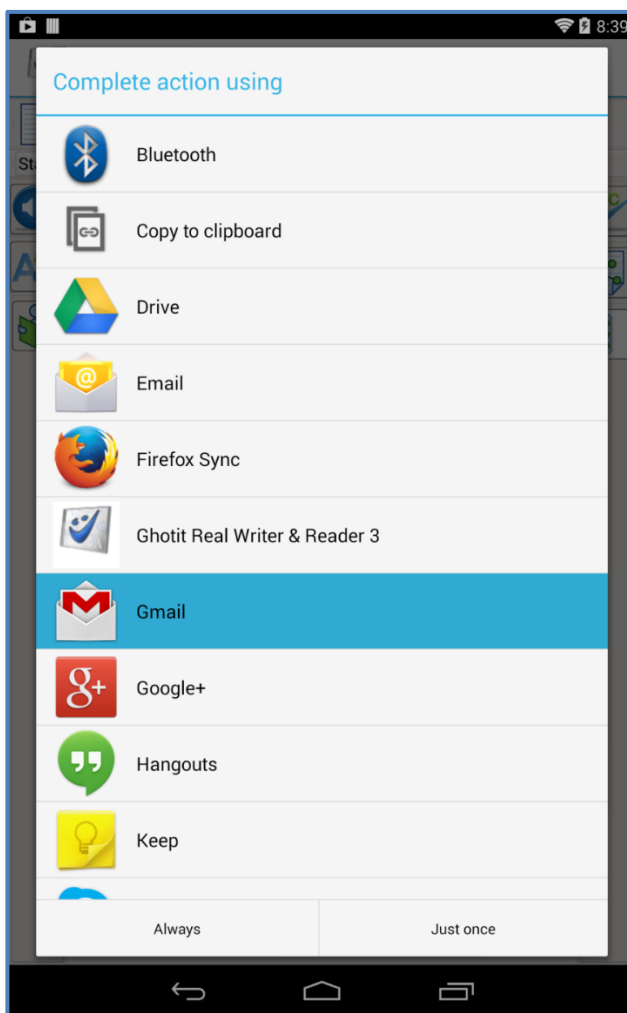 8:39
Complete action using
Sta
Bluetooth
Copy to clipboard
Drive
@
Email
Firefox Sync
Ghotit Real Writer & Reader 3
Gmail
g+
Google+
Hangouts
Keep
Always
Just once